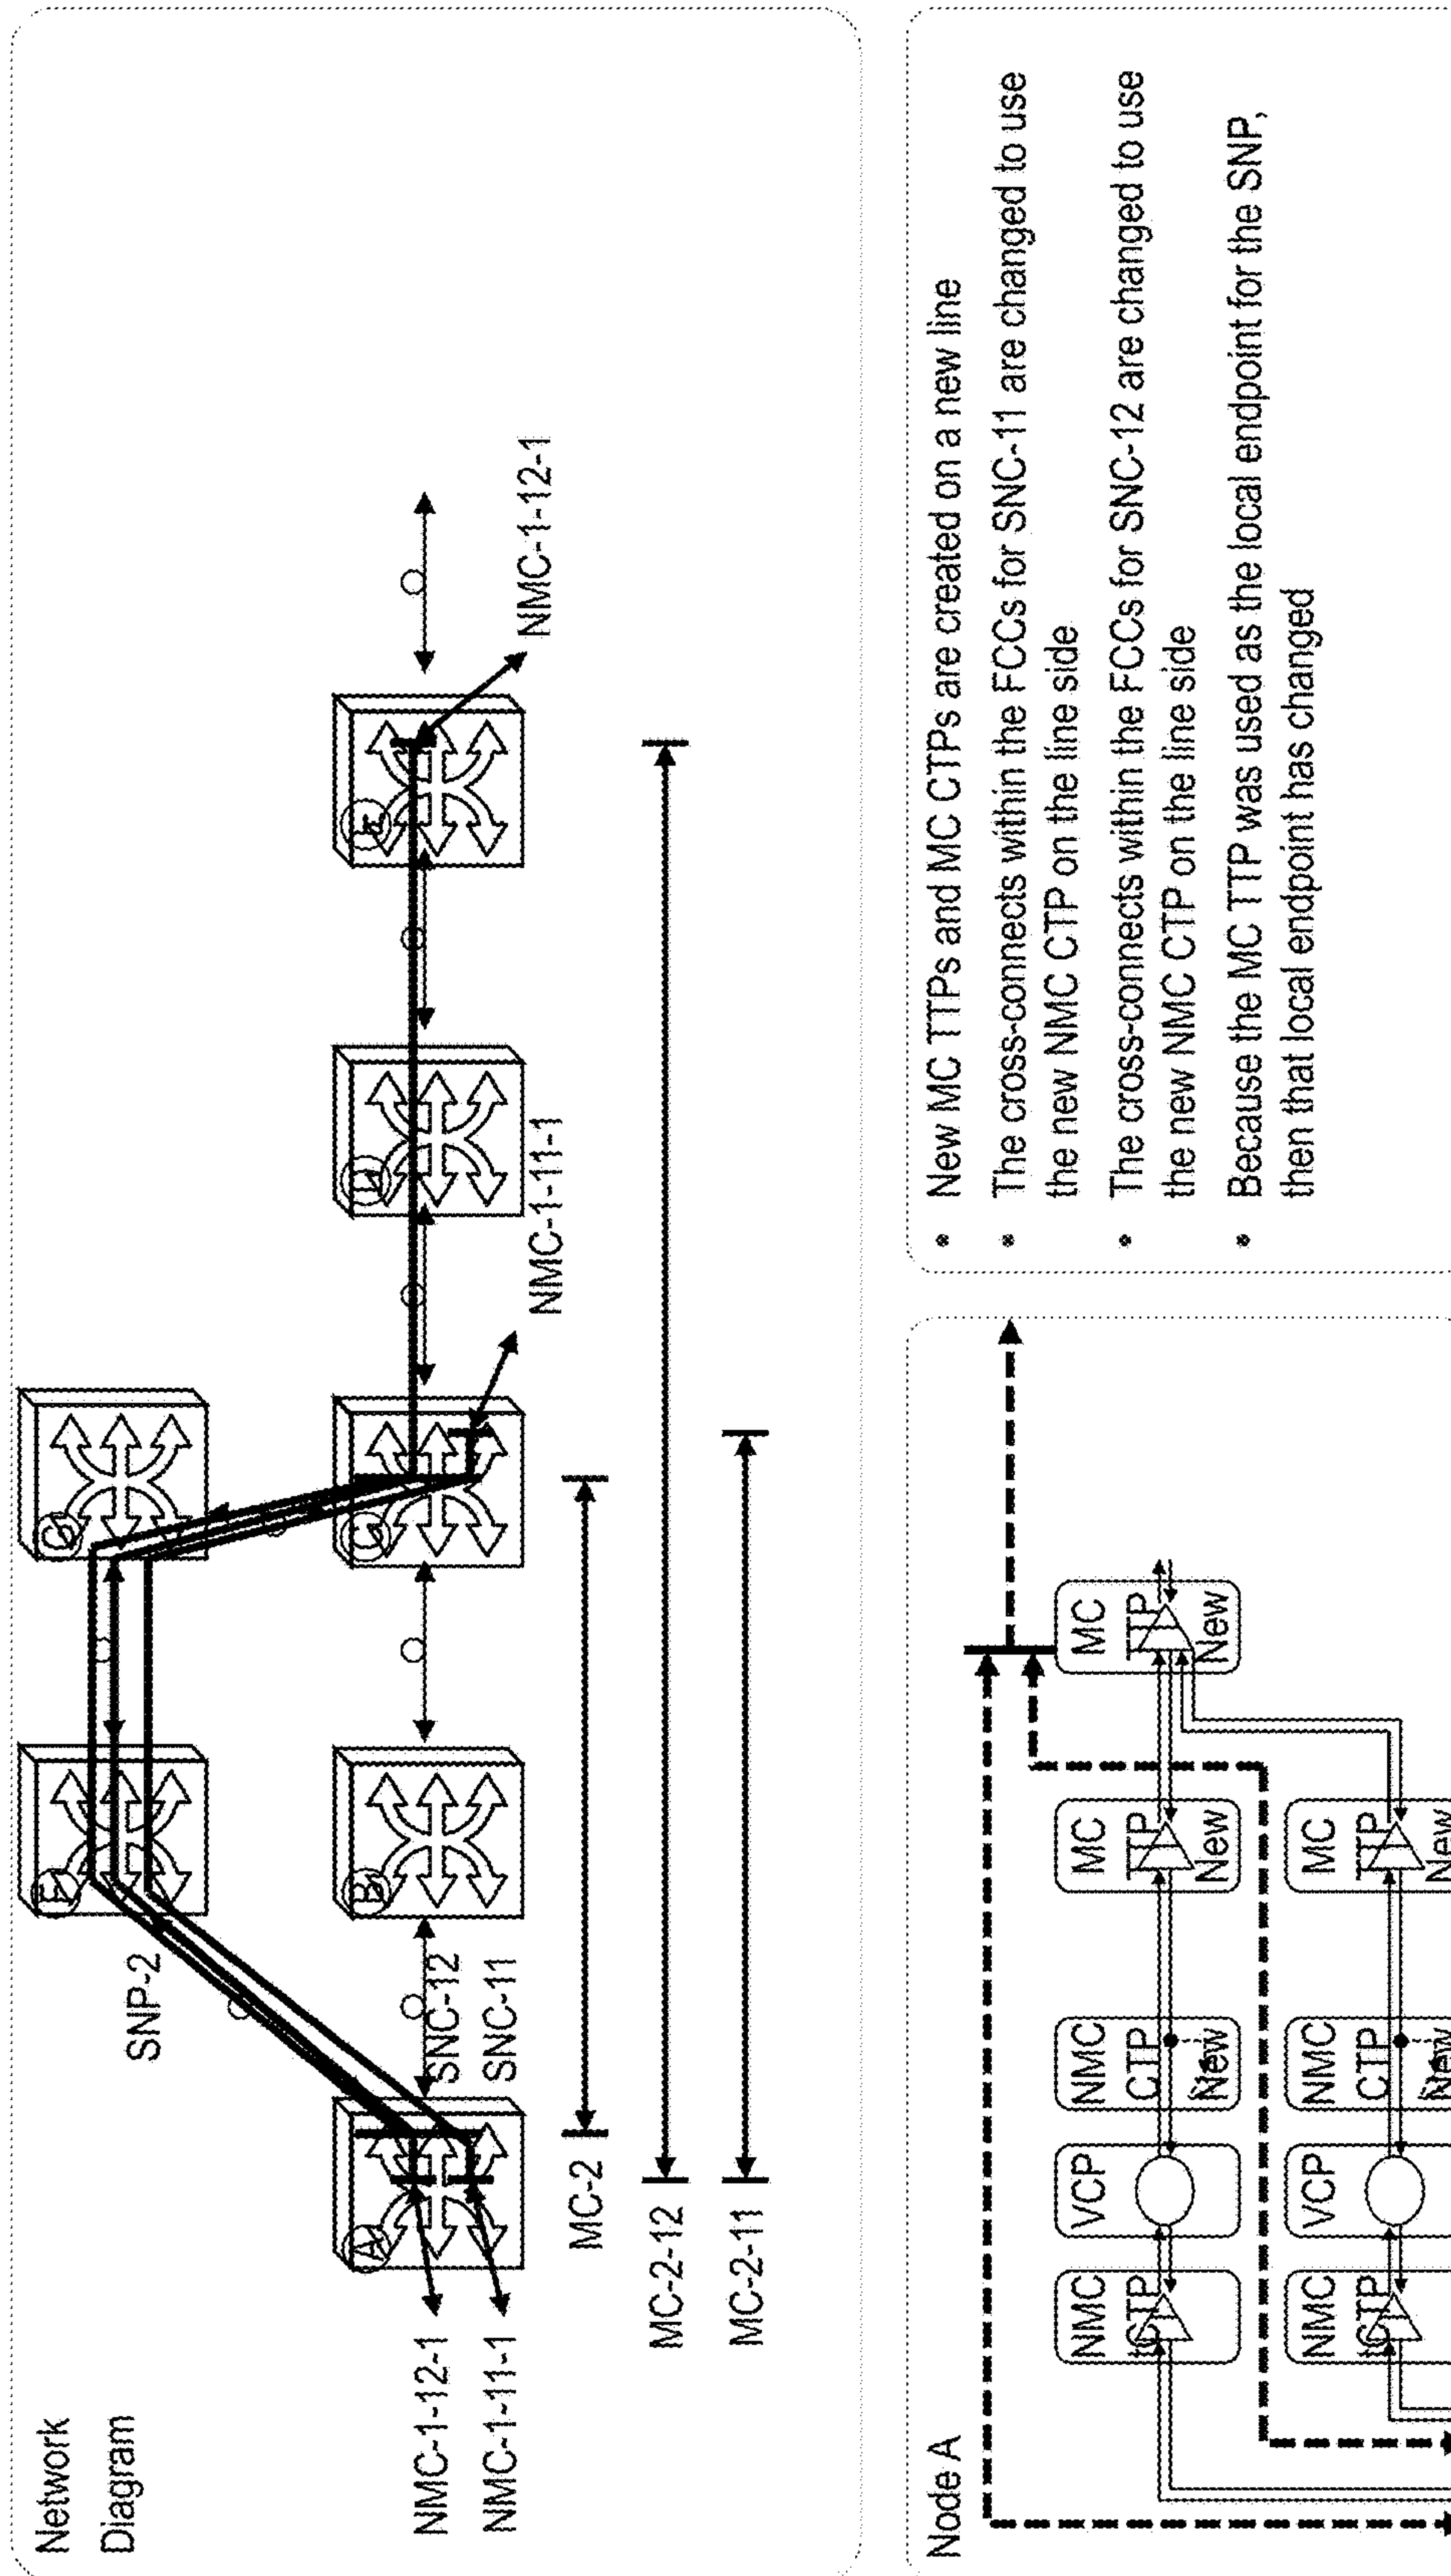 Network
Diagram
F
G
SNP-2
A
B
C
SNC-12
SNC-11
NMC-1-12-1
NMC-1-11-1
NMC-1-11-1
NMC-1-12-1
MC-2
MC-2-12
MC-2-11
Node A
NMC
tCTP
VCP
NMC
CTP
New
MC
TTP
New
MC
TTP
New
NMC
tCTP
VCP
NMC
CTP
New
MC
TTP
New
• New MC TTPs and MC CTPs are created on a new line
• The cross-connects within the FCCs for SNC-11 are changed to use
the new NMC CTP on the line side
• The cross-connects within the FCCs for SNC-12 are changed to use
the new NMC CTP on the line side
• Because the MC TTP was used as the local endpoint for the SNP,
then that local endpoint has changed